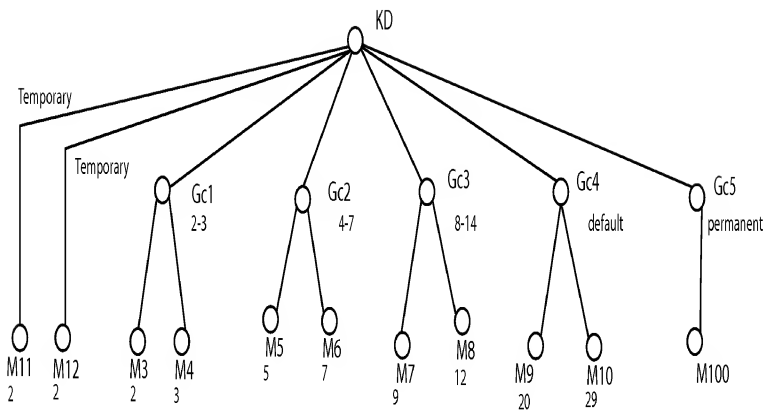 KD
Temporary
Temporary
Gc1
2-3
Gc2
4-7
Gc3
8-14
Gc4
default
Gc5
permanent
M11
2
M12
2
M3
2
M4
3
M5
5
M6
7
M7
9
M8
12
M9
20
M10
29
M100